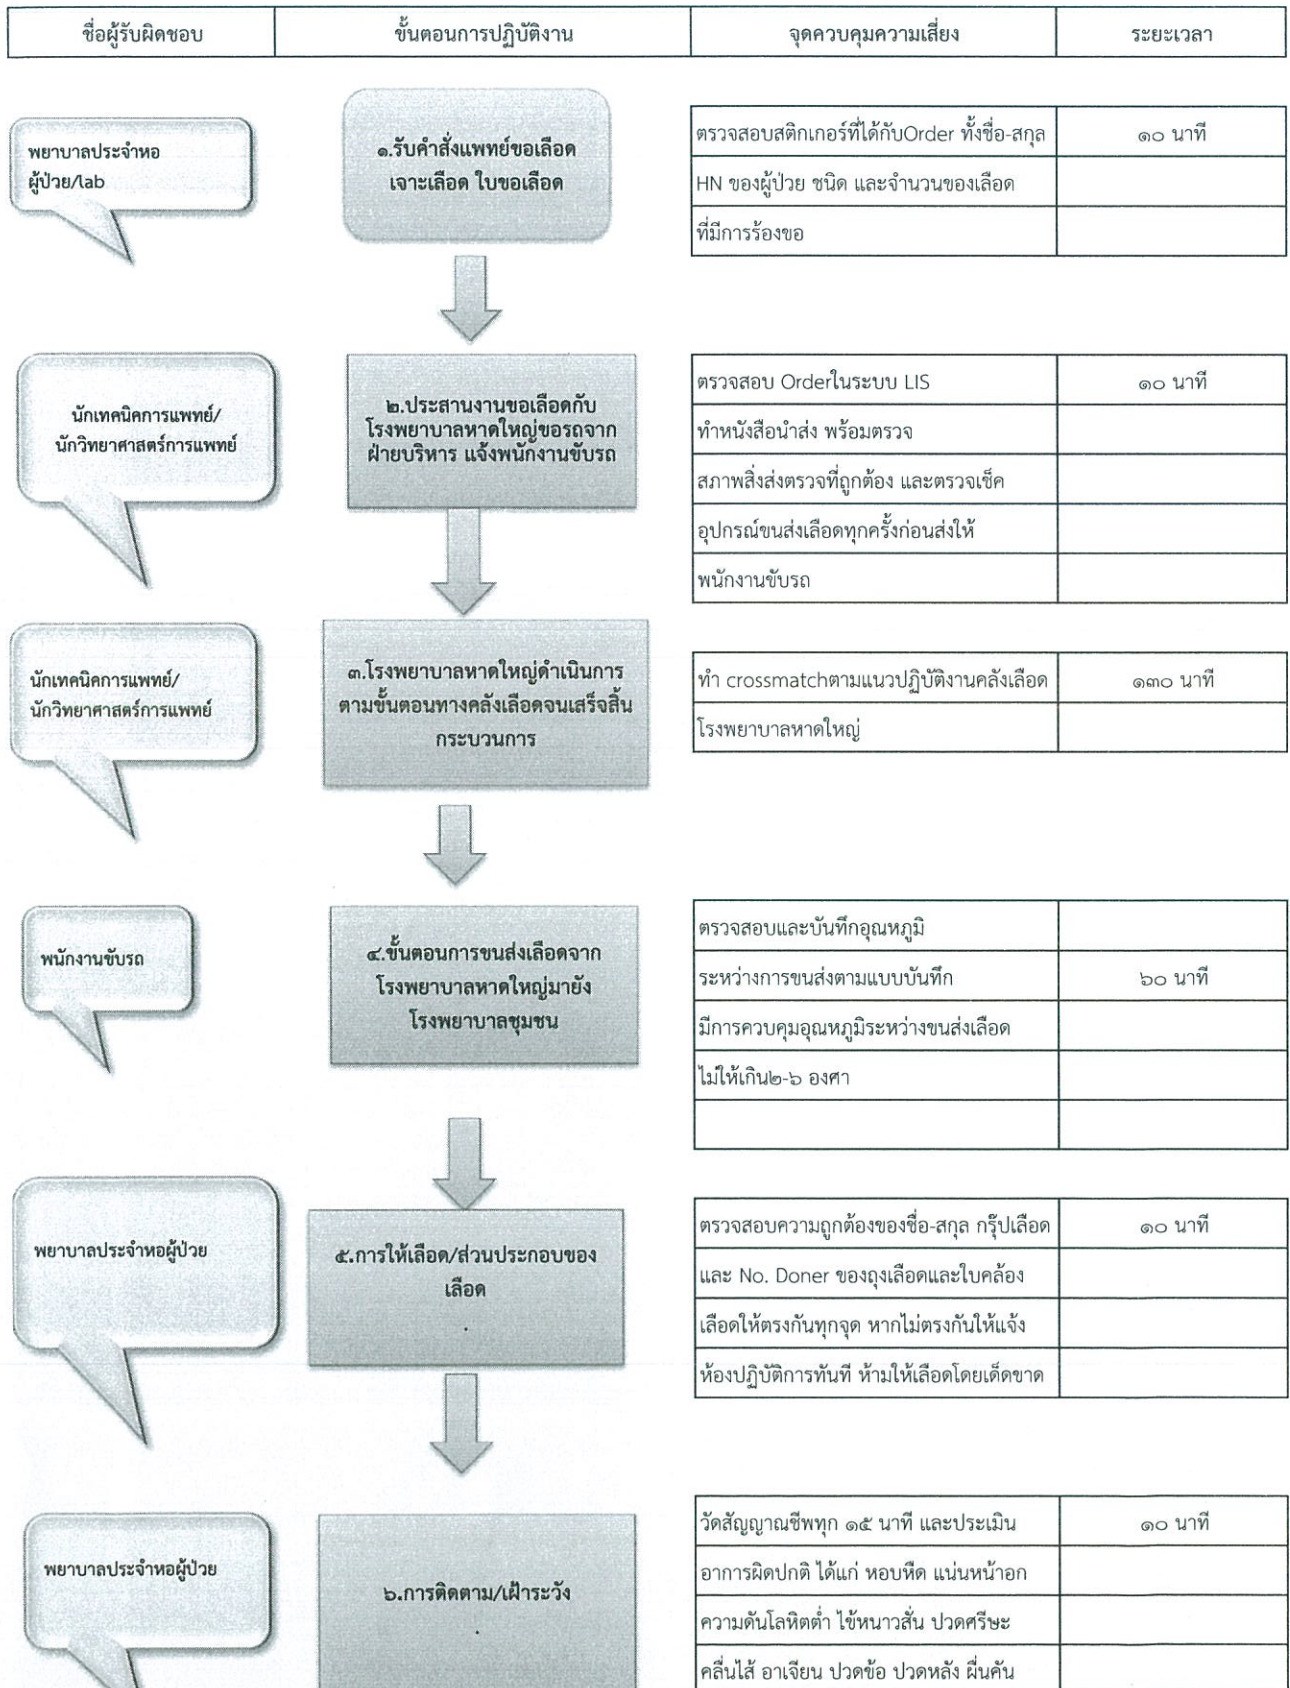 ชื่อผู้รับผิดชอบ
ขั้นตอนการปฏิบัติงาน
จุดควบคุมความเสี่ยง
ระยะเวลา
พยาบาลประจำหอ
ผู้ป่วย/lab
๑.รับคำสั่งแพทย์ขอเลือด
เจาะเลือด ใบขอเลือด
ตรวจสอบสติกเกอร์ที่ได้กับOrder ทั้งชื่อ-สกุล
๑๐ นาที
HN ของผู้ป่วย ชนิด และจำนวนของเลือด
ที่มีการร้องขอ
นักเทคนิคการแพทย์/
นักวิทยาศาสตร์การแพทย์
๒.ประสานงานขอเลือดกับ
โรงพยาบาลหาดใหญ่ขอรถจาก
ฝ่ายบริหาร แจ้งพนักงานขับรถ
ตรวจสอบ Orderในระบบ LIS
๑๐ นาที
ทำหนังสือนำส่ง พร้อมตรวจ
สภาพสิ่งส่งตรวจที่ถูกต้อง และตรวจเช็ค
อุปกรณ์ขนส่งเลือดทุกครั้งก่อนส่งให้
พนักงานขับรถ
นักเทคนิคการแพทย์/
นักวิทยาศาสตร์การแพทย์
๓.โรงพยาบาลหาดใหญ่ดำเนินการ
ตามขั้นตอนทางคลังเลือดจนเสร็จสิ้น
กระบวนการ
ทำ crossmatchตามแนวปฏิบัติงานคลังเลือด
๑๓๐ นาที
โรงพยาบาลหาดใหญ่
พนักงานขับรถ
๔.ขั้นตอนการขนส่งเลือดจาก
โรงพยาบาลหาดใหญ่มายัง
โรงพยาบาลชุมชน
ตรวจสอบและบันทึกอุณหภูมิ
ระหว่างการขนส่งตามแบบบันทึก
๖๐ นาที
มีการควบคุมอุณหภูมิระหว่างขนส่งเลือด
ไม่ให้เกิน๒-๖ องศา
พยาบาลประจำหอผู้ป่วย
๕.การให้เลือด/ส่วนประกอบของ
เลือด
.
ตรวจสอบความถูกต้องของชื่อ-สกุล กรุ๊ปเลือด
๑๐ นาที
และ No. Doner ของถุงเลือดและใบคล้อง
เลือดให้ตรงกันทุกจุด หากไม่ตรงกันให้แจ้ง
ห้องปฏิบัติการทันที ห้ามให้เลือดโดยเด็ดขาด
พยาบาลประจำหอผู้ป่วย
๖.การติดตาม/เฝ้าระวัง
.
วัดสัญญาณชีพทุก ๑๕ นาที และประเมิน
๑๐ นาที
อาการผิดปกติ ได้แก่ หอบหืด แน่นหน้าอก
ความดันโลหิตต่ำ ไข้หนาวสั่น ปวดศรีษะ
คลื่นไส้ อาเจียน ปวดข้อ ปวดหลัง ผื่นคัน